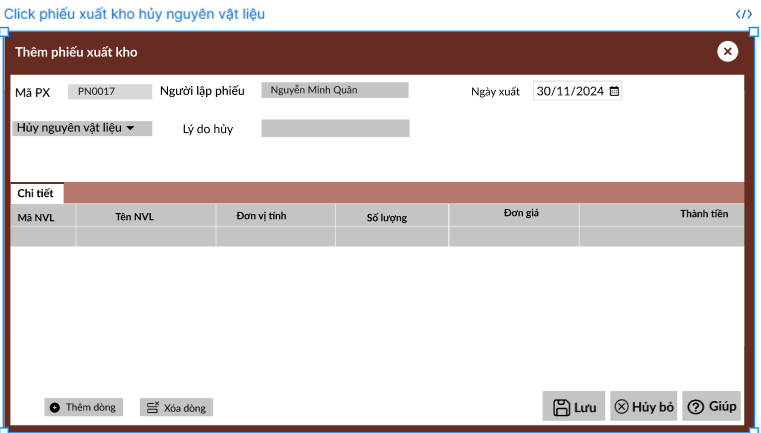 Click phiếu xuất kho hủy nguyên vật liệu </>
Thêm phiếu xuất kho
Mã PX PN0017 Người lập phiếu Nguyễn Minh Quân Ngày xuất 30/11/2024
Hủy nguyên vật liệu Lý do hủy
Chi tiết
Mã NVL Tên NVL Đơn vị tính Số lượng Đơn giá Thành tiền
Thêm dòng Xóa dòng Lưu Hủy bỏ Giúp